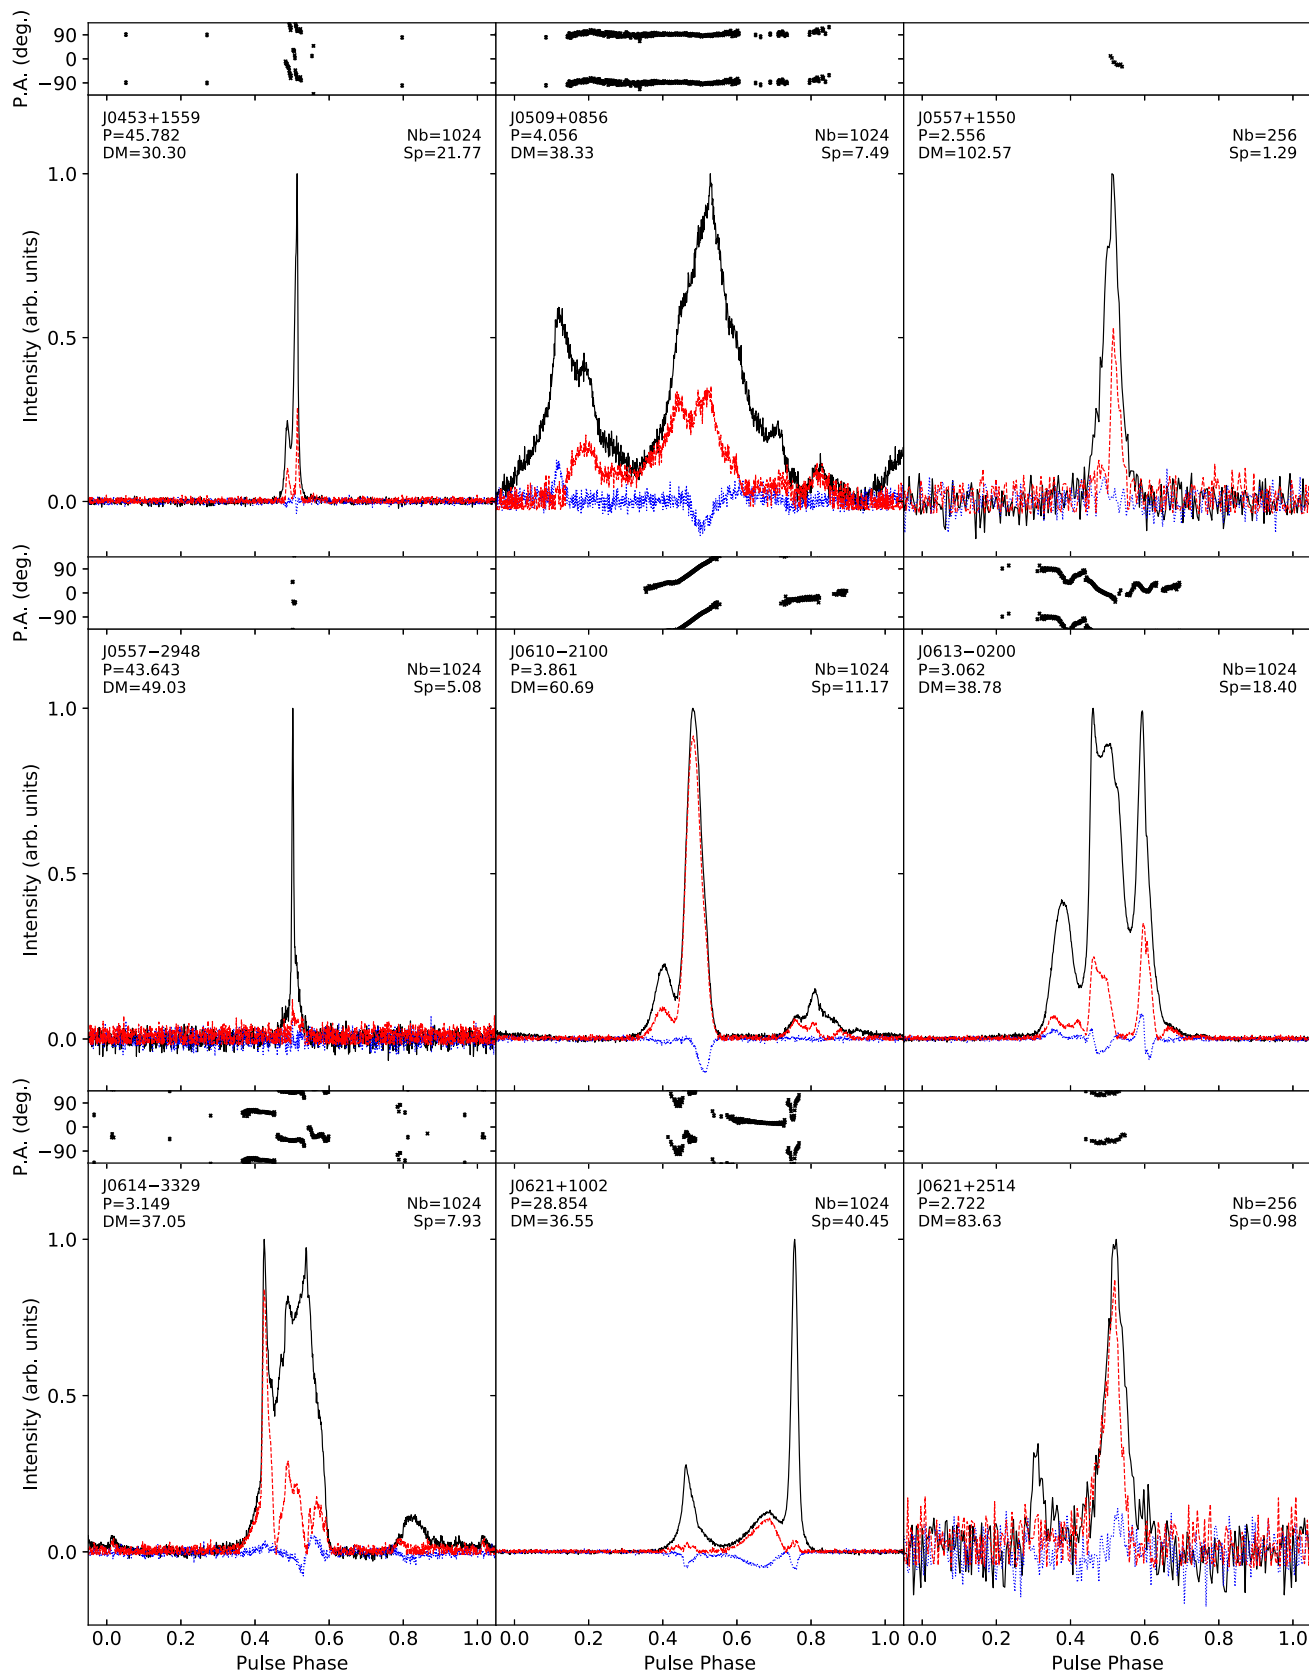 P.A. (deg.)
90
0
−90
J0453+1559
P=45.782
DM=30.30
Nb=1024
Sp=21.77
J0509+0856
P=4.056
DM=38.33
Nb=1024
Sp=7.49
J0557+1550
P=2.556
DM=102.57
Nb=256
Sp=1.29
Intensity (arb. units)
1.0
0.5
0.0
P.A. (deg.)
90
0
−90
J0557−2948
P=43.643
DM=49.03
Nb=1024
Sp=5.08
J0610−2100
P=3.861
DM=60.69
Nb=1024
Sp=11.17
J0613−0200
P=3.062
DM=38.78
Nb=1024
Sp=18.40
Intensity (arb. units)
1.0
0.5
0.0
P.A. (deg.)
90
0
−90
J0614−3329
P=3.149
DM=37.05
Nb=1024
Sp=7.93
J0621+1002
P=28.854
DM=36.55
Nb=1024
Sp=40.45
J0621+2514
P=2.722
DM=83.63
Nb=256
Sp=0.98
Intensity (arb. units)
1.0
0.5
0.0
0.0 0.2 0.4 0.6 0.8 1.0
0.0 0.2 0.4 0.6 0.8 1.0
0.0 0.2 0.4 0.6 0.8 1.0
Pulse Phase
Pulse Phase
Pulse Phase